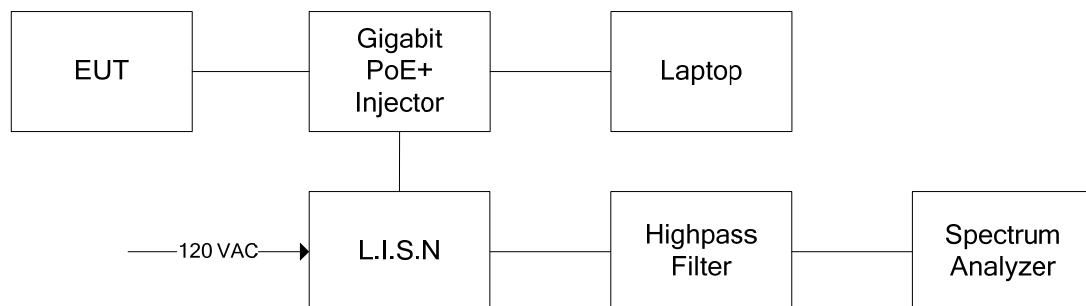 EUT
Gigabit
PoE+
Injector
Laptop
120 VAC
L.I.S.N
Highpass
Filter
Spectrum
Analyzer